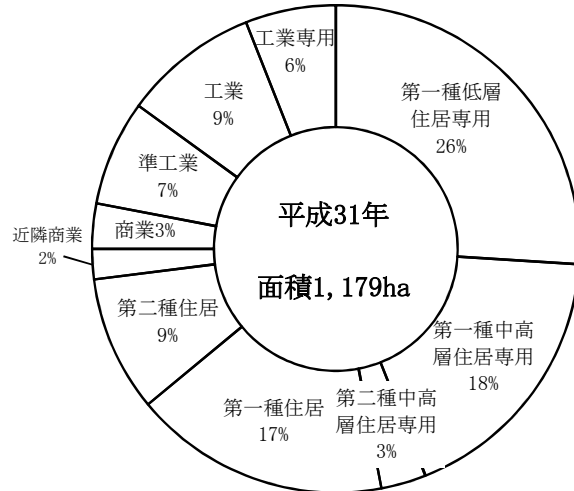 工業専用
6%
第一種低層
住居専用
26%
工業
9%
準工業
7%
商業3%
近隣商業
2%
平成31年
面積1,179ha
第二種住居
9%
第一種中高
層住居専用
18%
第一種住居
17%
第二種中高
層住居専用
3%